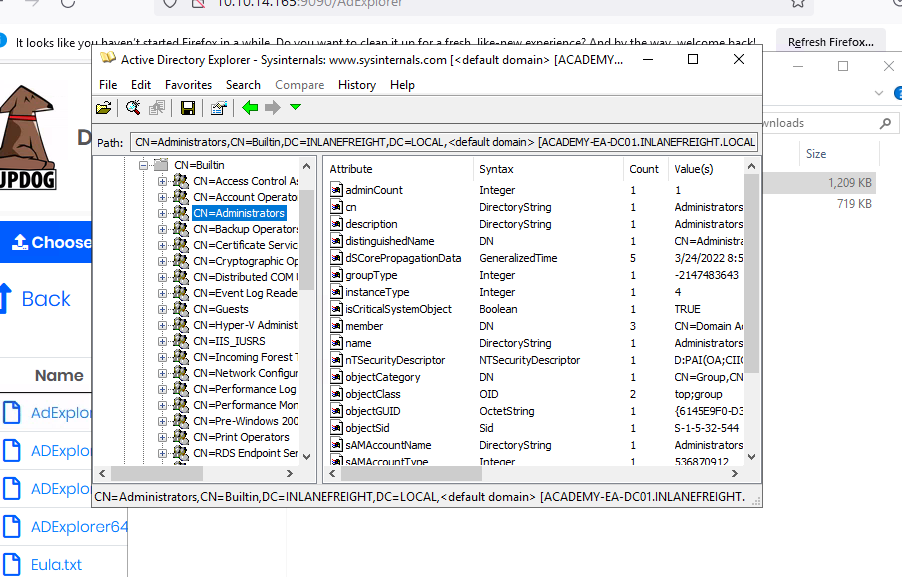 10.10.14.165:9090/AdExplorer
It looks like you haven't started Firefox in a while. Do you want to clean it up for a fresh, like-new experience? And by the way, welcome back!
Refresh Firefox...
Active Directory Explorer - Sysinternals: www.sysinternals.com [<default domain> [ACADEMY-...
File Edit Favorites Search Compare History Help
Path: CN=Administrators,CN=Builtin,DC=INLANEFREIGHT,DC=LOCAL,<default domain> [ACADEMY-EA-DC01.INLANEFREIGHT.LOCAL
CN=Builtin
CN=Access Control As
CN=Account Operato
CN=Administrators
CN=Backup Operators
CN=Certificate Servic
CN=Cryptographic Op
CN=Distributed COM
CN=Event Log Reade
CN=Guests
CN=Hyper-V Administ
CN=IIS_IUSRS
CN=Incoming Forest T
CN=Network Configur
CN=Performance Log
CN=Performance Mon
CN=Pre-Windows 200
CN=Print Operators
CN=RDS Endpoint Ser
Attribute Syntax Count Value(s)
adminCount Integer 1 1
cn DirectoryString 1 Administrators
description DirectoryString 1 Administrators
distinguishedName DN 1 CN=Administra
dSCorePropagationData GeneralizedTime 5 3/24/2022 8:5
groupType Integer 1 -2147483643
instanceType Integer 1 4
isCriticalSystemObject Boolean 1 TRUE
member DN 3 CN=Domain Ad
name DirectoryString 1 Administrators
nTSecurityDescriptor NTSecurityDescriptor 1 D:PAI(OA;CIIC
objectCategory DN 1 CN=Group,CN
objectClass OID 2 top;group
objectGUID OctetString 1 {6145E9F0-D3
objectSid Sid 1 S-1-5-32-544
sAMAccountName DirectoryString 1 Administrators
sAMAccountType Integer 1 536870912
CN=Administrators,CN=Builtin,DC=INLANEFREIGHT,DC=LOCAL,<default domain> [ACADEMY-EA-DC01.INLANEFREIGHT.
wnloads
Size
1,209 KB
719 KB
UPDOG
D
Choose
Back
Name
AdExplor
ADExplo
ADExplo
ADExplorer64
Eula.txt